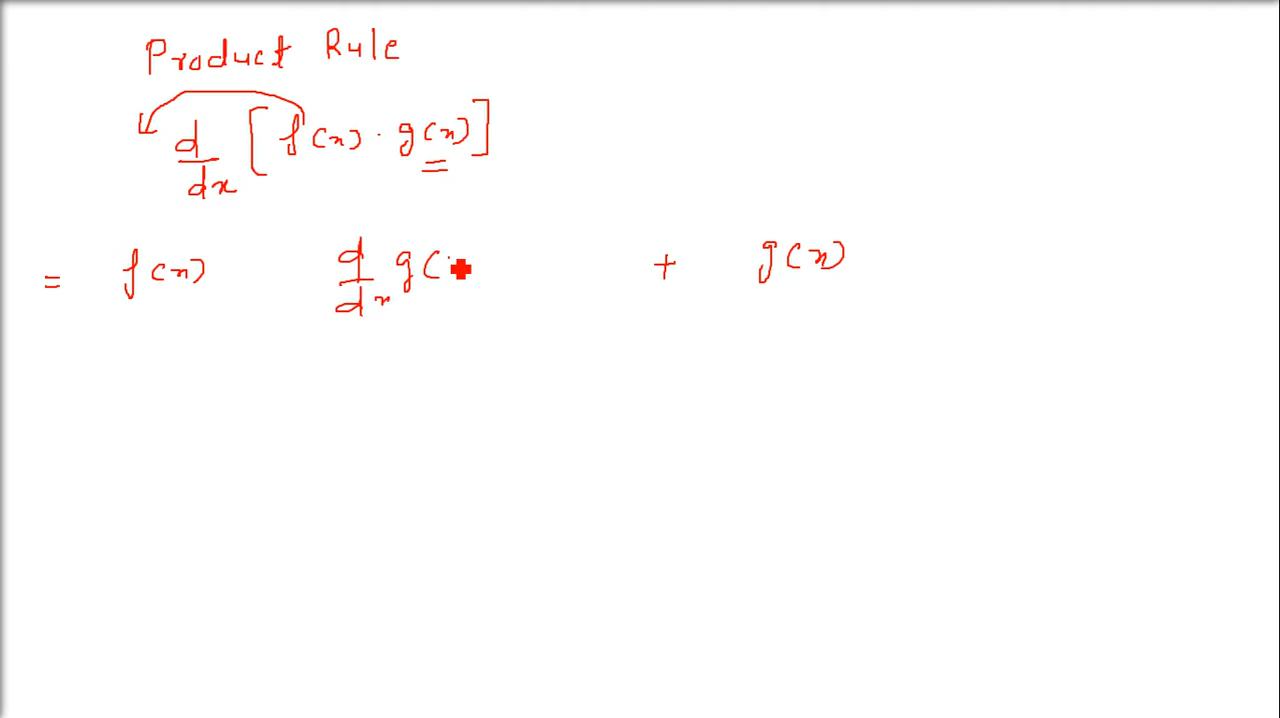 Product Rule
d/dx [f(x) · g(x)]
= f(x) d/dx g( + g(x)